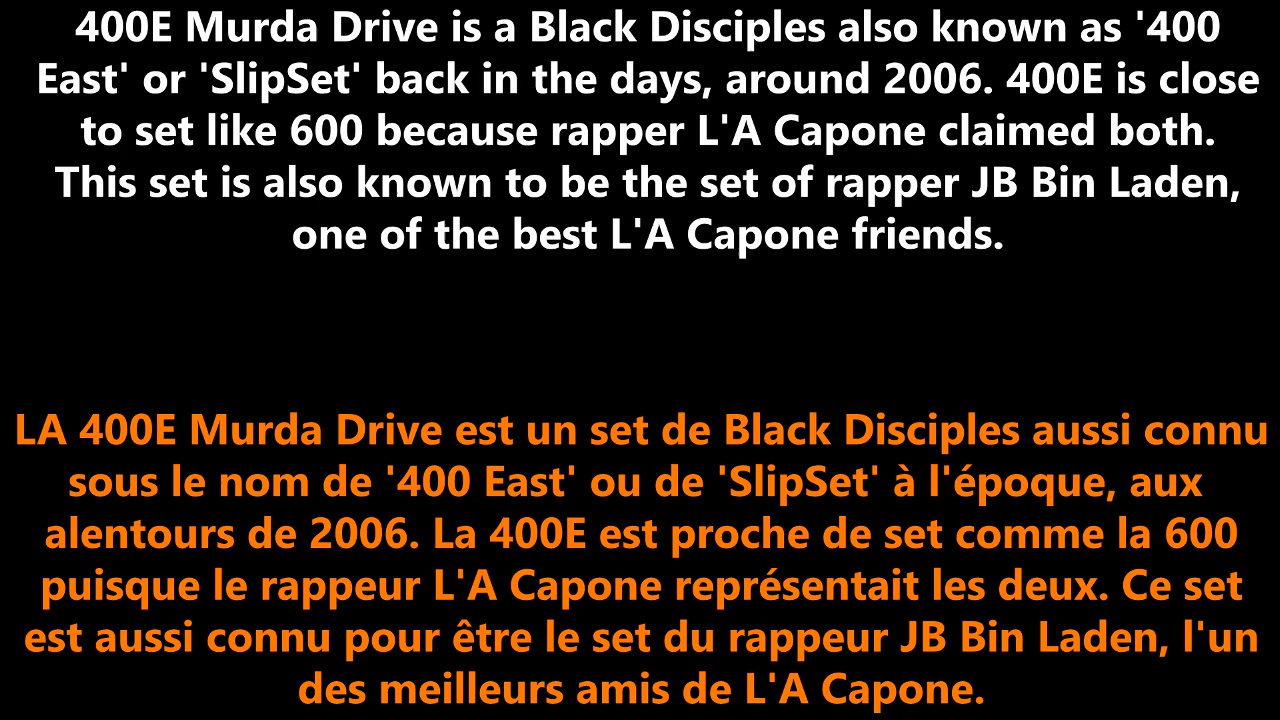 400E Murda Drive is a Black Disciples also known as '400
East' or 'SlipSet' back in the days, around 2006. 400E is close
to set like 600 because rapper L'A Capone claimed both.
This set is also known to be the set of rapper JB Bin Laden,
one of the best L'A Capone friends.
LA 400E Murda Drive est un set de Black Disciples aussi connu
sous le nom de '400 East' ou de 'SlipSet' à l'époque, aux
alentours de 2006. La 400E est proche de set comme la 600
puisque le rappeur L'A Capone représentait les deux. Ce set
est aussi connu pour être le set du rappeur JB Bin Laden, l'un
des meilleurs amis de L'A Capone.